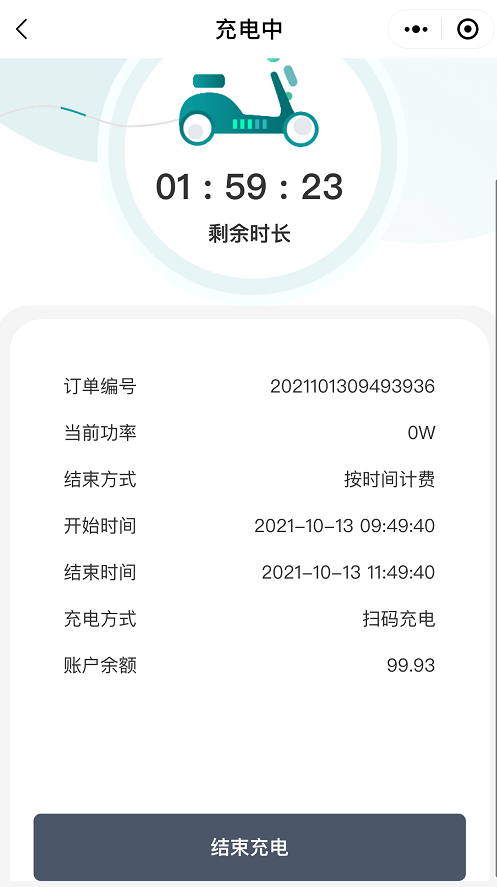 充电中
01 : 59 : 23
剩余时长
订单编号 2021101309493936
当前功率 0W
结束方式 按时间计费
开始时间 2021-10-13 09:49:40
结束时间 2021-10-13 11:49:40
充电方式 扫码充电
账户余额 99.93
结束充电